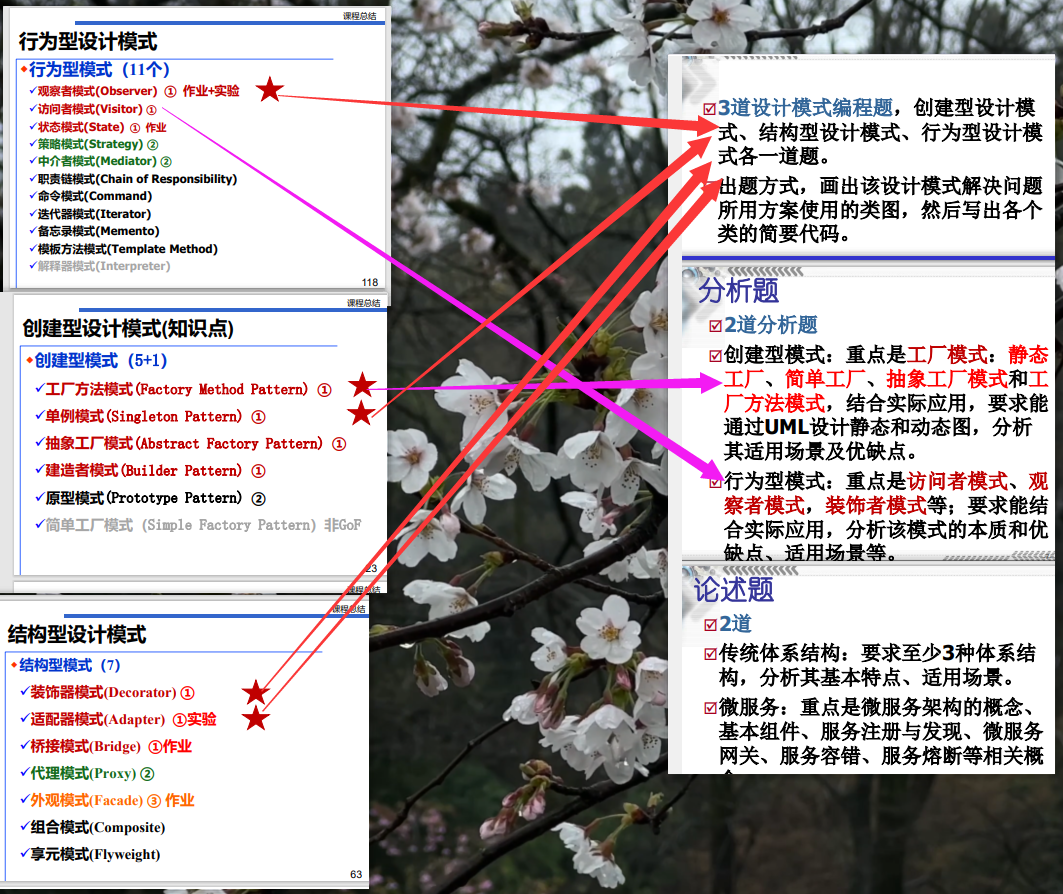 课程总结
行为型设计模式
行为型模式（11个）
观察者模式(Observer) ① 作业+实验
访问者模式(Visitor) ①
状态模式(State) ① 作业
策略模式(Strategy) ②
中介者模式(Mediator) ②
职责链模式(Chain of Responsibility)
命令模式(Command)
迭代器模式(Iterator)
备忘录模式(Memento)
模板方法模式(Template Method)
解释器模式(Interpreter)
118
课程总结
创建型设计模式(知识点)
创建型模式（5+1）
工厂方法模式(Factory Method Pattern) ①
单例模式(Singleton Pattern) ①
抽象工厂模式(Abstract Factory Pattern) ①
建造者模式(Builder Pattern) ①
原型模式(Prototype Pattern) ②
简单工厂模式 (Simple Factory Pattern) 非GoF
23
课程总结
课程总结
结构型设计模式
结构型模式（7）
装饰器模式(Decorator) ①
适配器模式(Adapter) ①实验
桥接模式(Bridge) ①作业
代理模式(Proxy) ②
外观模式(Facade) ③ 作业
组合模式(Composite)
享元模式(Flyweight)
63
3道设计模式编程题，创建型设计模
式、结构型设计模式、行为型设计模
式各一道题。
出题方式，画出该设计模式解决问题
所用方案使用的类图，然后写出各个
类的简要代码。
分析题
2道分析题
创建型模式：重点是工厂模式：静态
工厂、简单工厂、抽象工厂模式和工
厂方法模式，结合实际应用，要求能
通过UML设计静态和动态图，分析
其适用场景及优缺点。
行为型模式：重点是访问者模式、观
察者模式，装饰者模式等；要求能结
合实际应用，分析该模式的本质和优
缺点、适用场景等。
论述题
2道
传统体系结构：要求至少3种体系结
构，分析其基本特点、适用场景。
微服务：重点是微服务架构的概念、
基本组件、服务注册与发现、微服务
网关、服务容错、服务熔断等相关概